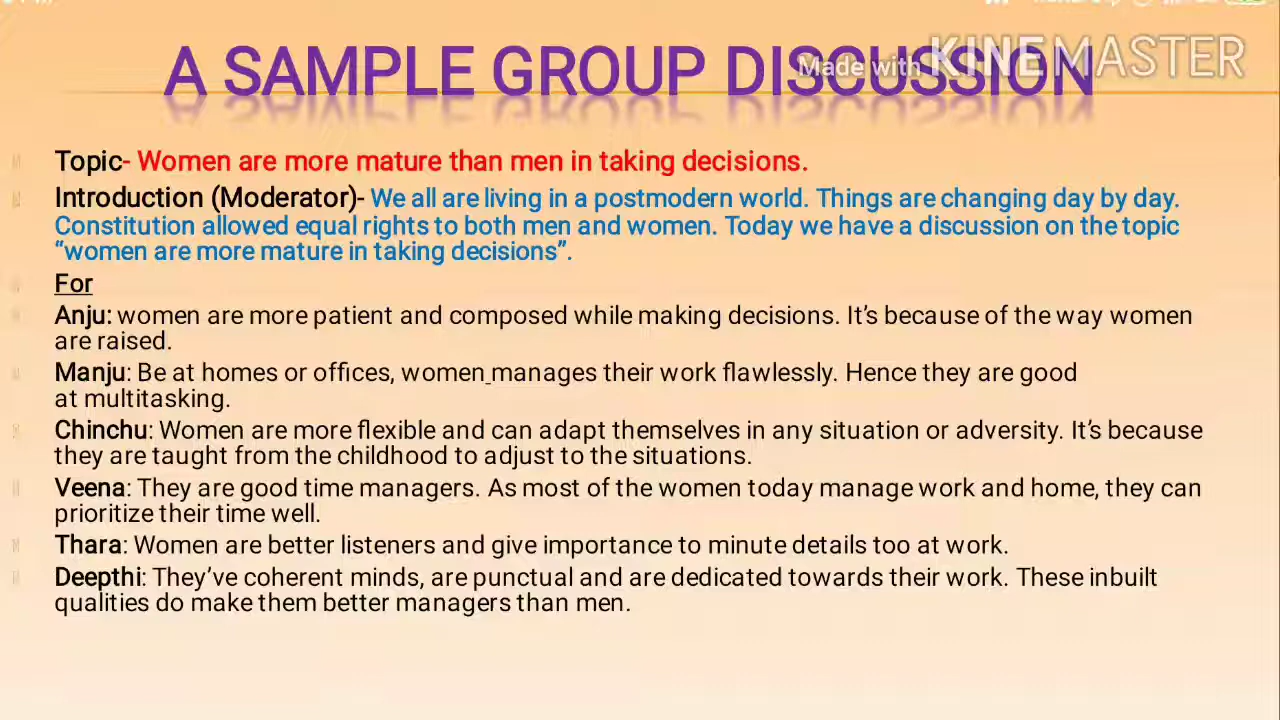 A SAMPLE GROUP DISCUSSION
Made with KINEMASTER
Topic- Women are more mature than men in taking decisions.
Introduction (Moderator)- We all are living in a postmodern world. Things are changing day by day.
Constitution allowed equal rights to both men and women. Today we have a discussion on the topic
“women are more mature in taking decisions”.
For
Anju: women are more patient and composed while making decisions. It’s because of the way women
are raised.
Manju: Be at homes or offices, women manages their work flawlessly. Hence they are good
at multitasking.
Chinchu: Women are more flexible and can adapt themselves in any situation or adversity. It’s because
they are taught from the childhood to adjust to the situations.
Veena: They are good time managers. As most of the women today manage work and home, they can
prioritize their time well.
Thara: Women are better listeners and give importance to minute details too at work.
Deepthi: They’ve coherent minds, are punctual and are dedicated towards their work. These inbuilt
qualities do make them better managers than men.